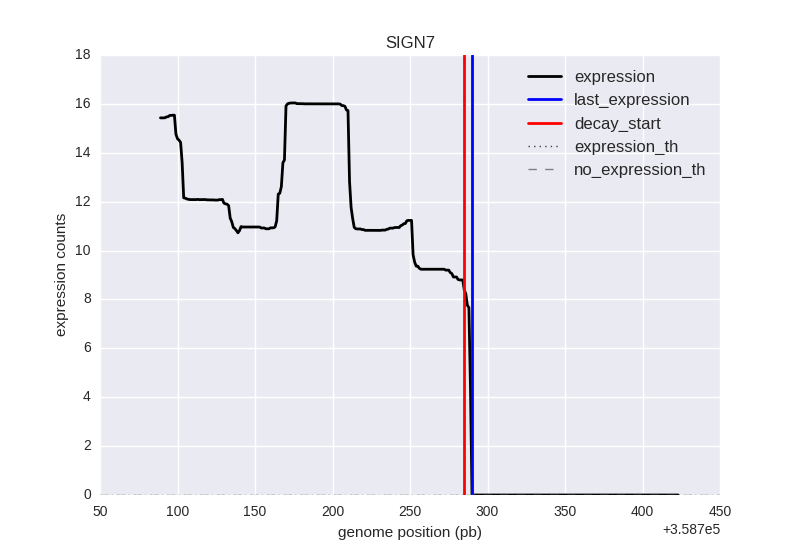 SIGN7
18
16
14
12
10
8
6
4
2
0
expression counts
expression
last_expression
decay_start
expression_th
no_expression_th
50 100 150 200 250 300 350 400 450
genome position (pb)
+3.587e5